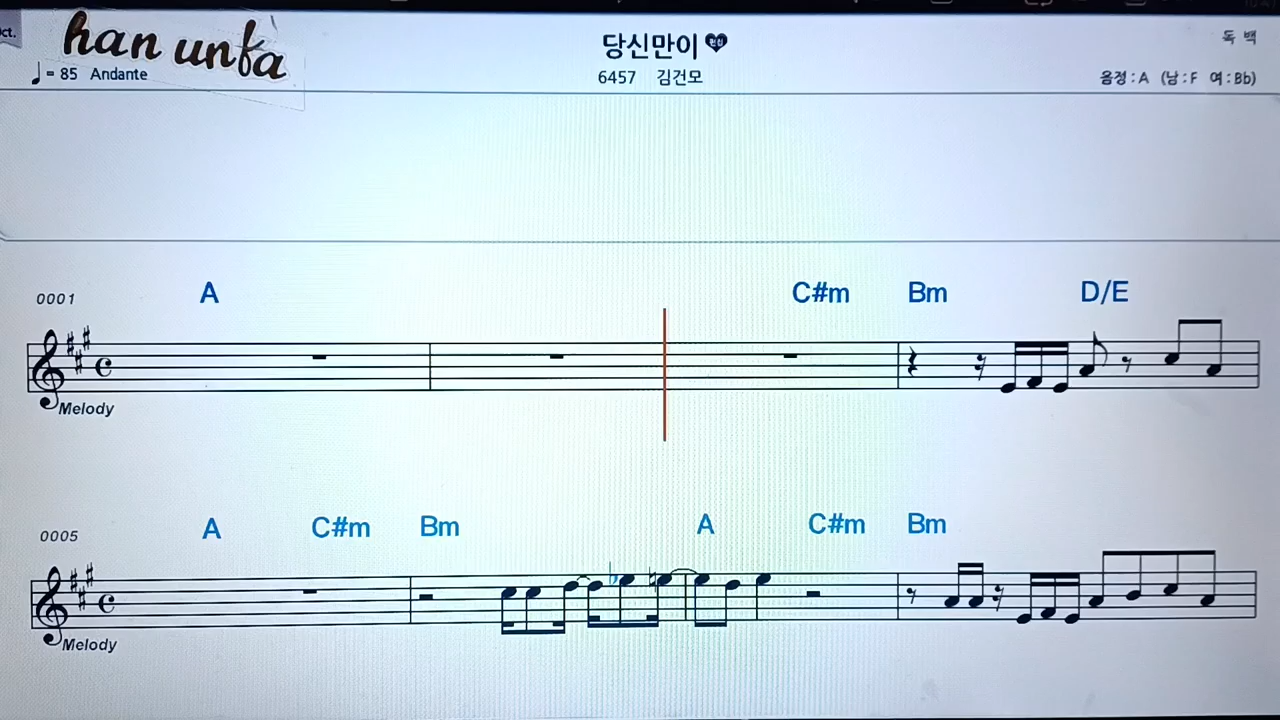 ct.
han unfa
당신만이
독 백
♩= 85 Andante
6457 김건모
음정 : A (남 : F 여 : Bb)
0001 A C#m Bm D/E
Melody
0005 A C#m Bm A C#m Bm
Melody